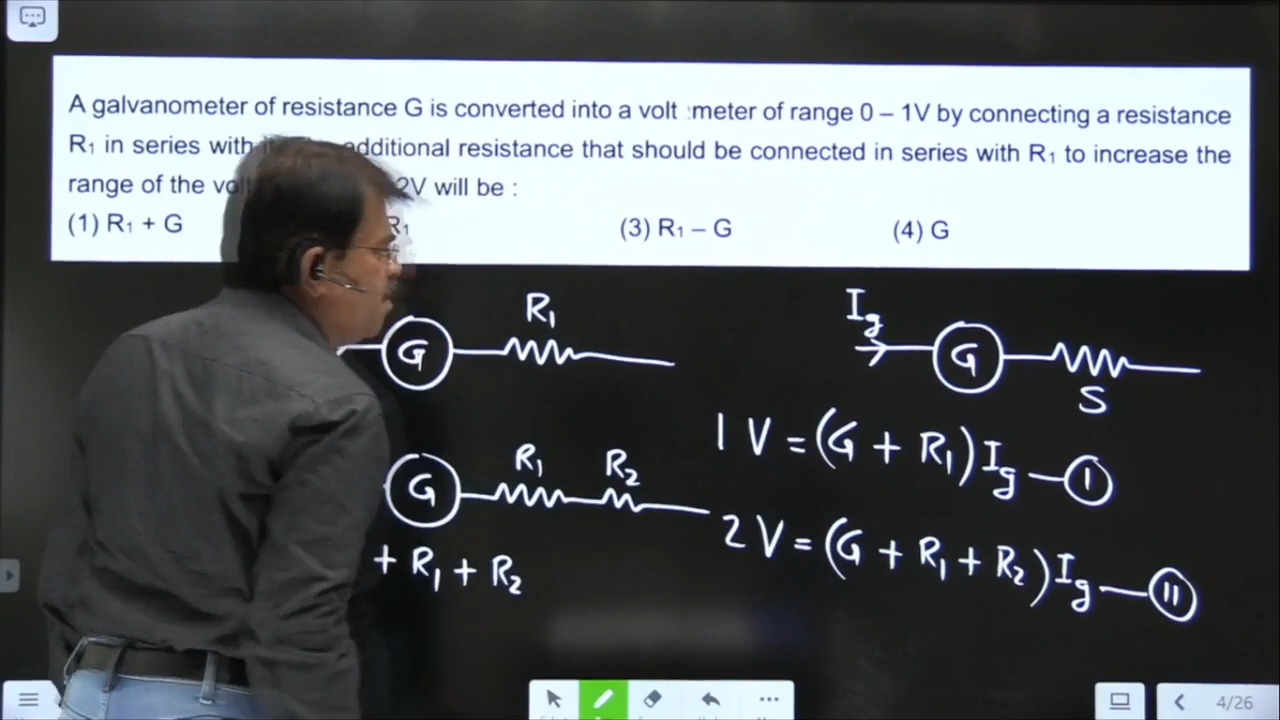 A galvanometer of resistance G is converted into a volt meter of range 0 – 1V by connecting a resistance
R₁ in series with additional resistance that should be connected in series with R₁ to increase the
range of the 2V will be :
(1) R₁ + G R₁ (3) R₁ – G (4) G
G R₁
I_g G S
1 V = (G + R₁) I_g — I
G R₁ R₂
2 V = (G + R₁ + R₂) I_g — II
+ R₁ + R₂
4/26